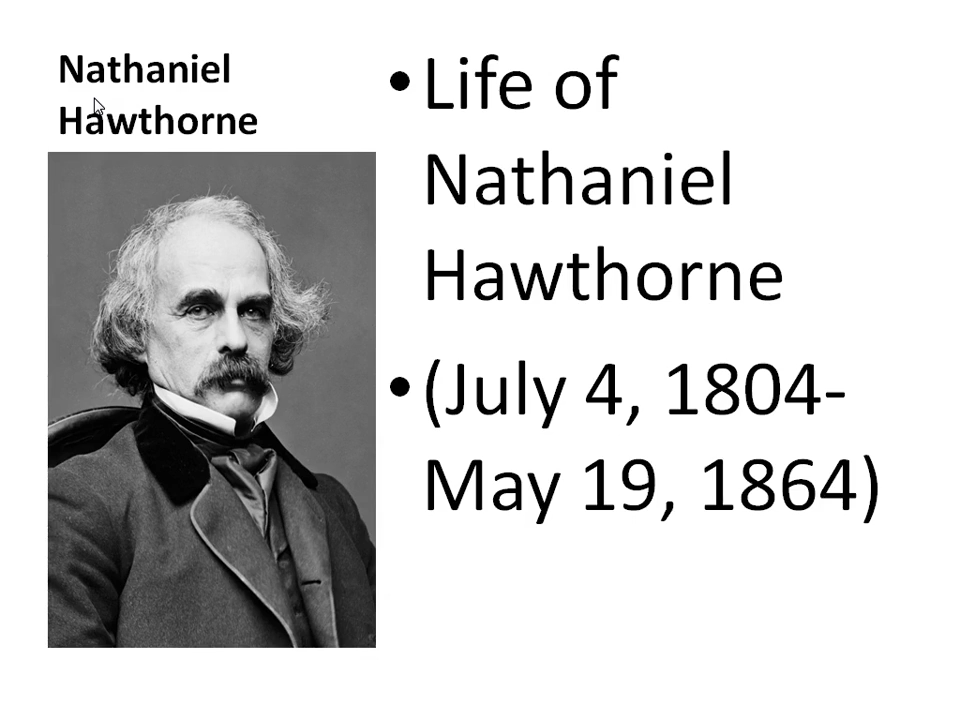 Nathaniel
Hawthorne
• Life of
Nathaniel
Hawthorne
• (July 4, 1804-
May 19, 1864)